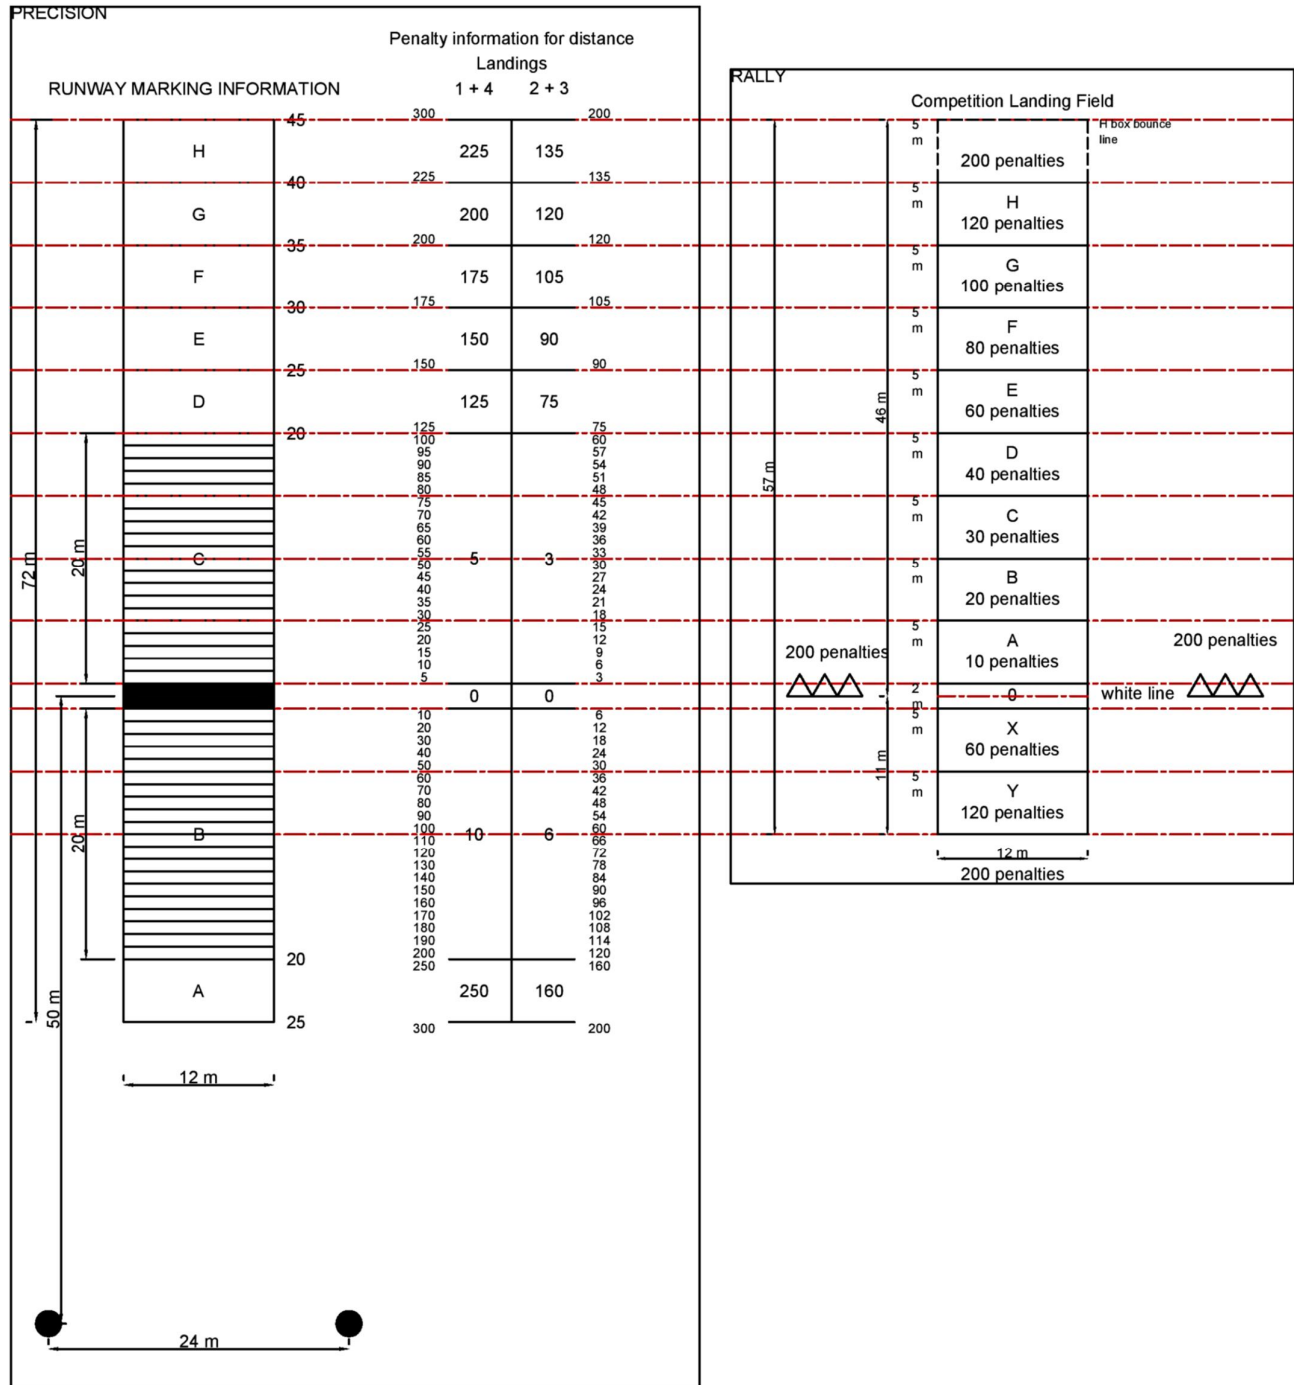 PRECISION
Penalty information for distance
Landings
RUNWAY MARKING INFORMATION
1 + 4 2 + 3
45 300 200
H 225 135
40 225 135
G 200 120
35 200 120
F 175 105
30 175 105
E 150 90
25 150 90
D 125 75
20 125 75
100 60
95 57
90 54
85 51
80 48
75 45
70 42
65 39
60 36
55 33
C 5 3
50 30
45 27
40 24
35 21
30 18
25 15
20 12
15 9
10 6
5 3
0 0
10 6
20 12
30 18
40 24
50 30
60 36
70 42
80 48
90 54
100 60
B 10 6
110 66
120 72
130 78
140 84
150 90
160 96
170 102
180 108
190 114
200 120
20
250 160
A 250 160
25
300 200
72 m
20 m
20 m
50 m
12 m
24 m
RALLY
Competition Landing Field
H box bounce
line
5
m
200 penalties
5
m
H
120 penalties
5
m
G
100 penalties
5
m
F
80 penalties
5
m
E
60 penalties
5
m
D
40 penalties
5
m
C
30 penalties
5
m
B
20 penalties
5
m
A
10 penalties
200 penalties
200 penalties
2
m
0
white line
5
m
X
60 penalties
5
m
Y
120 penalties
57 m
46 m
11 m
12 m
200 penalties